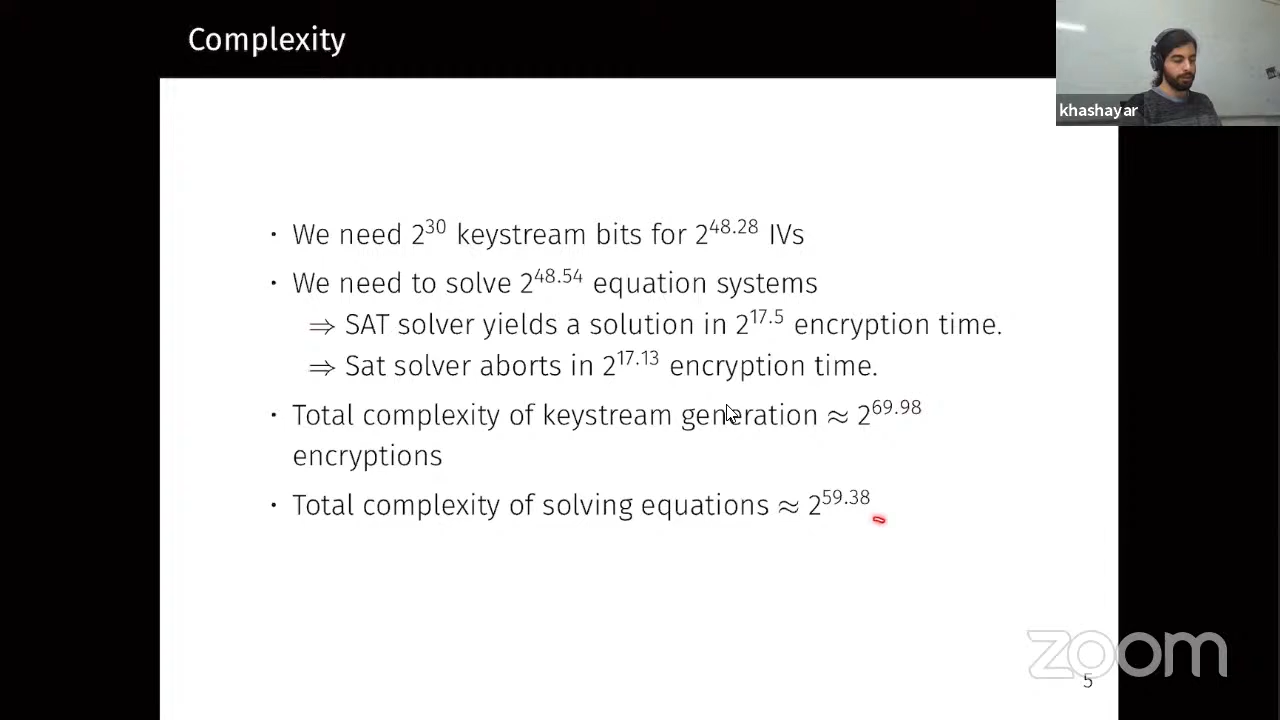 Complexity
khashayar
· We need 2^30 keystream bits for 2^48.28 IVs
· We need to solve 2^48.54 equation systems
⇒ SAT solver yields a solution in 2^17.5 encryption time.
⇒ Sat solver aborts in 2^17.13 encryption time.
· Total complexity of keystream generation ≈ 2^69.98
encryptions
· Total complexity of solving equations ≈ 2^59.38
zoom
5